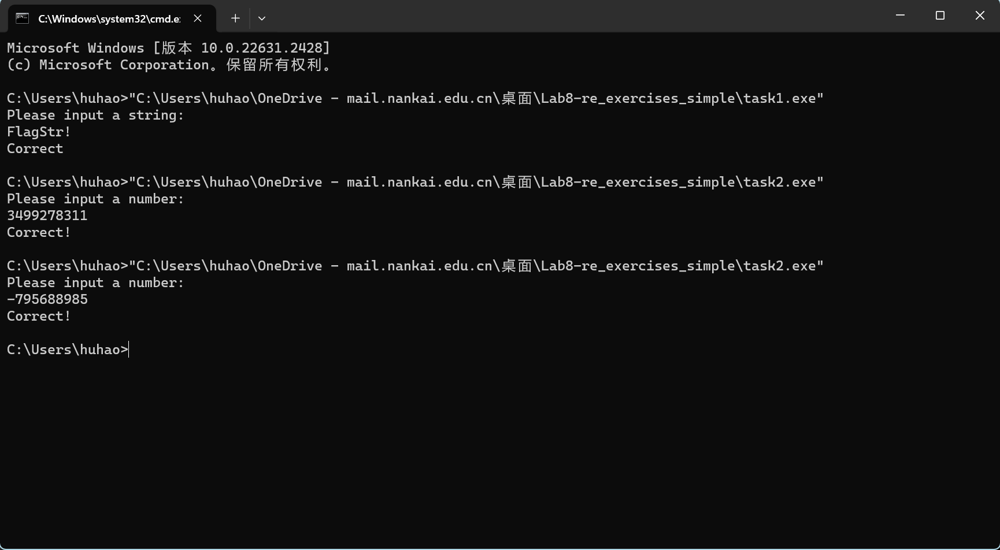 C:\Windows\system32\cmd.e
Microsoft Windows [版本 10.0.22631.2428]
(c) Microsoft Corporation。保留所有权利。
C:\Users\huhao>"C:\Users\huhao\OneDrive - mail.nankai.edu.cn\桌面\Lab8-re_exercises_simple\task1.exe"
Please input a string:
FlagStr!
Correct
C:\Users\huhao>"C:\Users\huhao\OneDrive - mail.nankai.edu.cn\桌面\Lab8-re_exercises_simple\task2.exe"
Please input a number:
3499278311
Correct!
C:\Users\huhao>"C:\Users\huhao\OneDrive - mail.nankai.edu.cn\桌面\Lab8-re_exercises_simple\task2.exe"
Please input a number:
-795688985
Correct!
C:\Users\huhao>